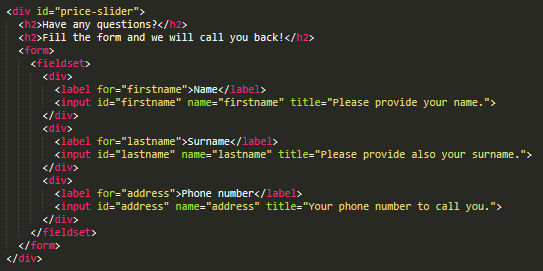 <div id="price-slider">
<h2>Have any questions?</h2>
<h2>Fill the form and we will call you back!</h2>
<form>
<fieldset>
<div>
<label for="firstname">Name</label>
<input id="firstname" name="firstname" title="Please provide your name.">
</div>
<div>
<label for="lastname">Surname</label>
<input id="lastname" name="lastname" title="Please provide also your surname.">
</div>
<div>
<label for="address">Phone number</label>
<input id="address" name="address" title="Your phone number to call you.">
</div>
</fieldset>
</form>
</div>